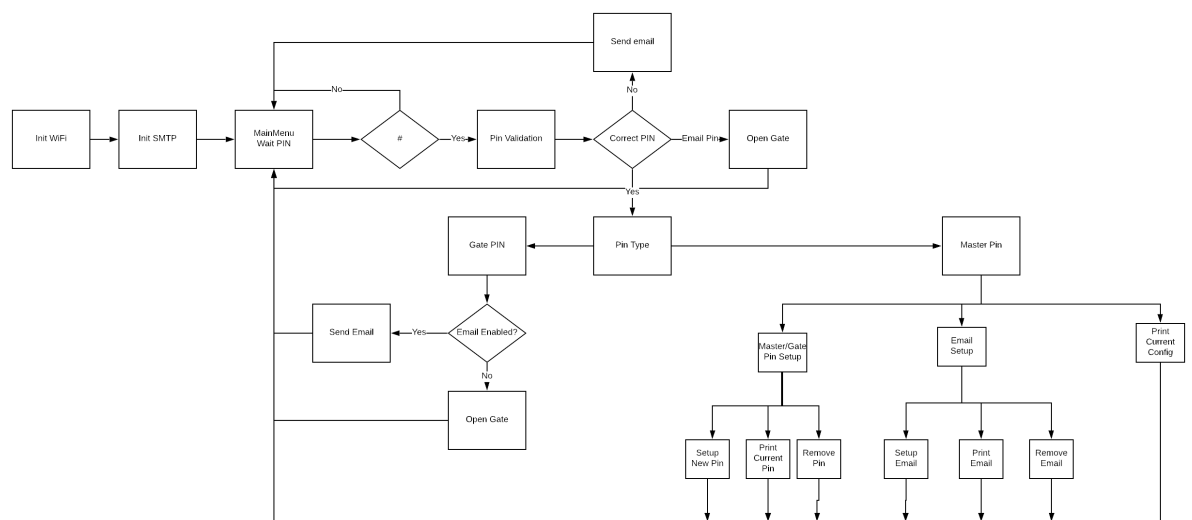 Send email
No
No
Init WiFi
Init SMTP
MainMenu
Wait PIN
#
Yes
Pin Validation
Correct PIN
Email Pin
Open Gate
Yes
Gate PIN
Pin Type
Master Pin
Send Email
Yes
Email Enabled?
No
Open Gate
Master/Gate
Pin Setup
Email
Setup
Print
Current
Config
Setup
New Pin
Print
Current
Pin
Remove
Pin
Setup
Email
Print
Email
Remove
Email